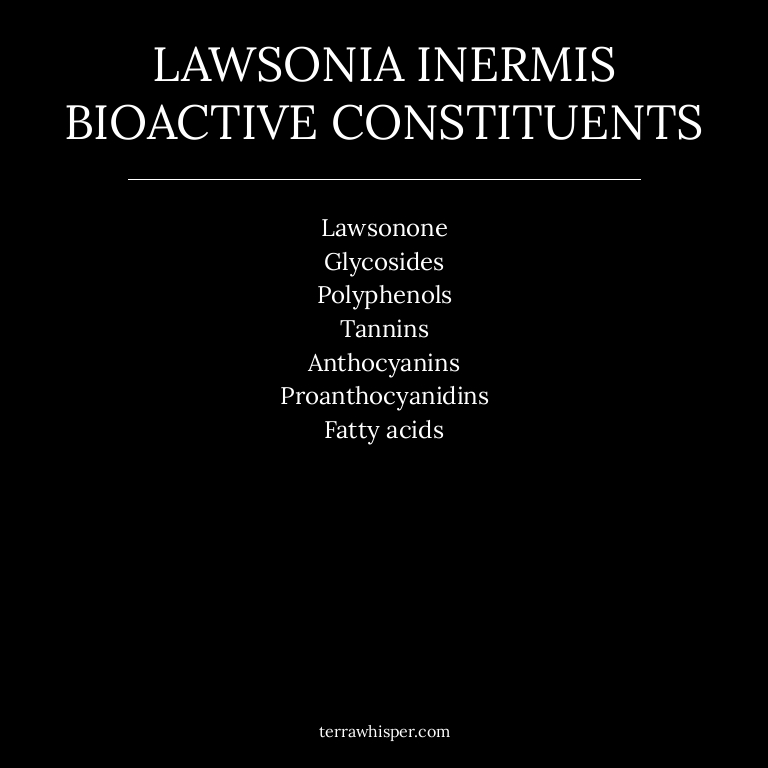 LAWSONIA INERMIS
BIOACTIVE CONSTITUENTS
Lawsonone
Glycosides
Polyphenols
Tannins
Anthocyanins
Proanthocyanidins
Fatty acids
terrawhisper.com